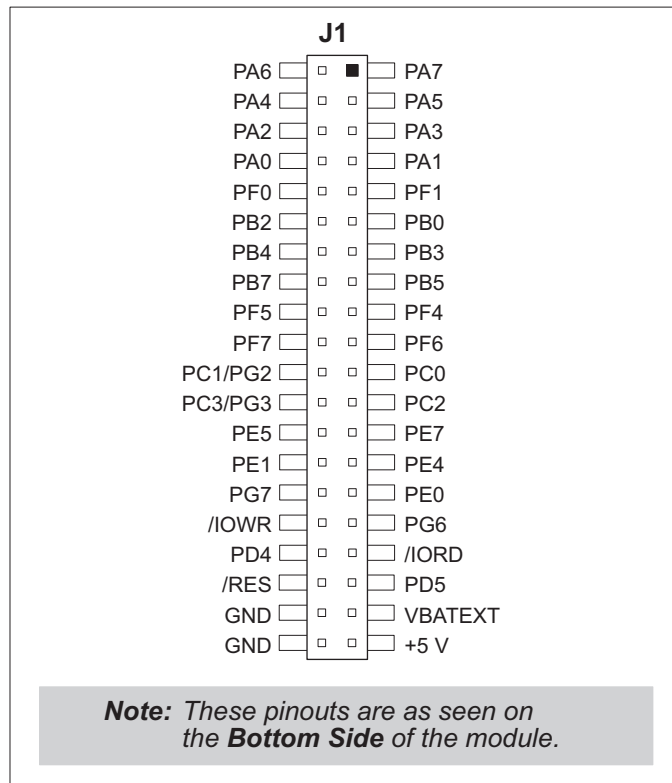 J1
PA6 PA7
PA4 PA5
PA2 PA3
PA0 PA1
PF0 PF1
PB2 PB0
PB4 PB3
PB7 PB5
PF5 PF4
PF7 PF6
PC1/PG2 PC0
PC3/PG3 PC2
PE5 PE7
PE1 PE4
PG7 PE0
/IOWR PG6
PD4 /IORD
/RES PD5
GND VBATEXT
GND +5 V
Note: These pinouts are as seen on
the Bottom Side of the module.